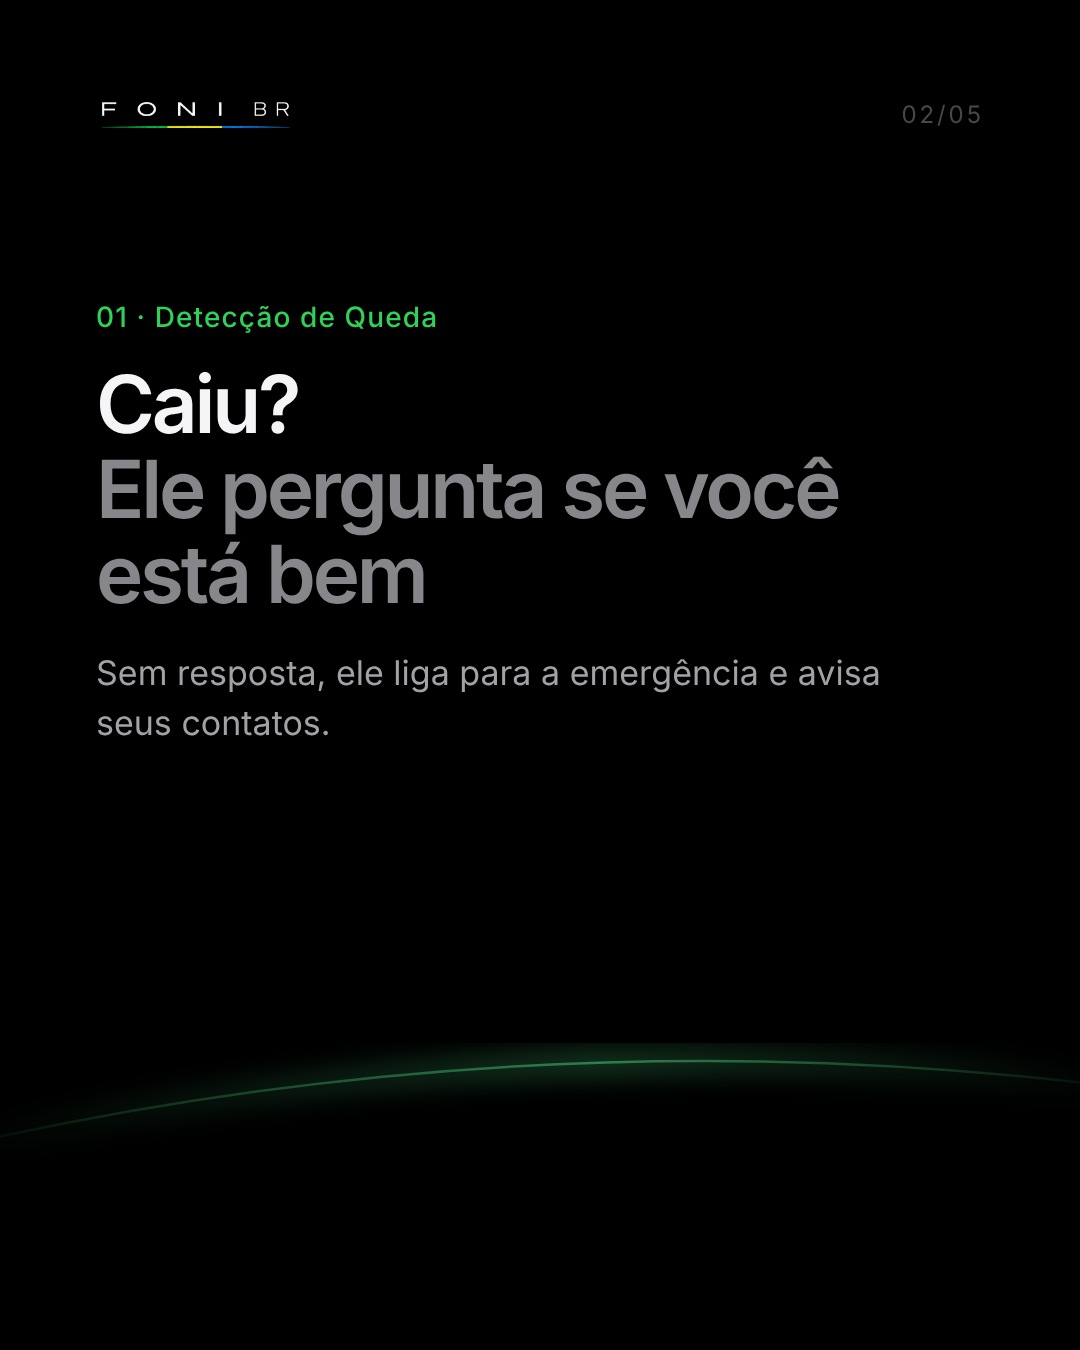 FONI BR
02/05
01 · Detecção de Queda
Caiu?
Ele pergunta se você
está bem
Sem resposta, ele liga para a emergência e avisa
seus contatos.